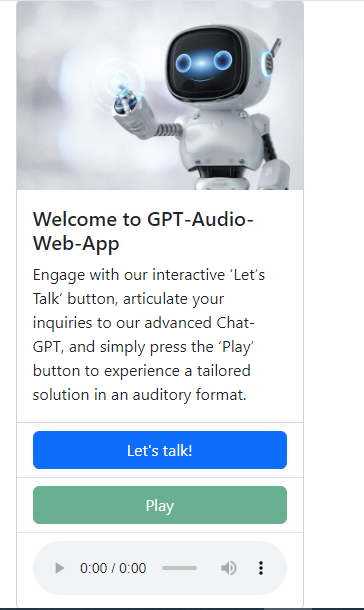 Welcome to GPT-Audio-
Web-App
Engage with our interactive ‘Let’s
Talk’ button, articulate your
inquiries to our advanced Chat-
GPT, and simply press the ‘Play’
button to experience a tailored
solution in an auditory format.
Let's talk!
Play
0:00 / 0:00